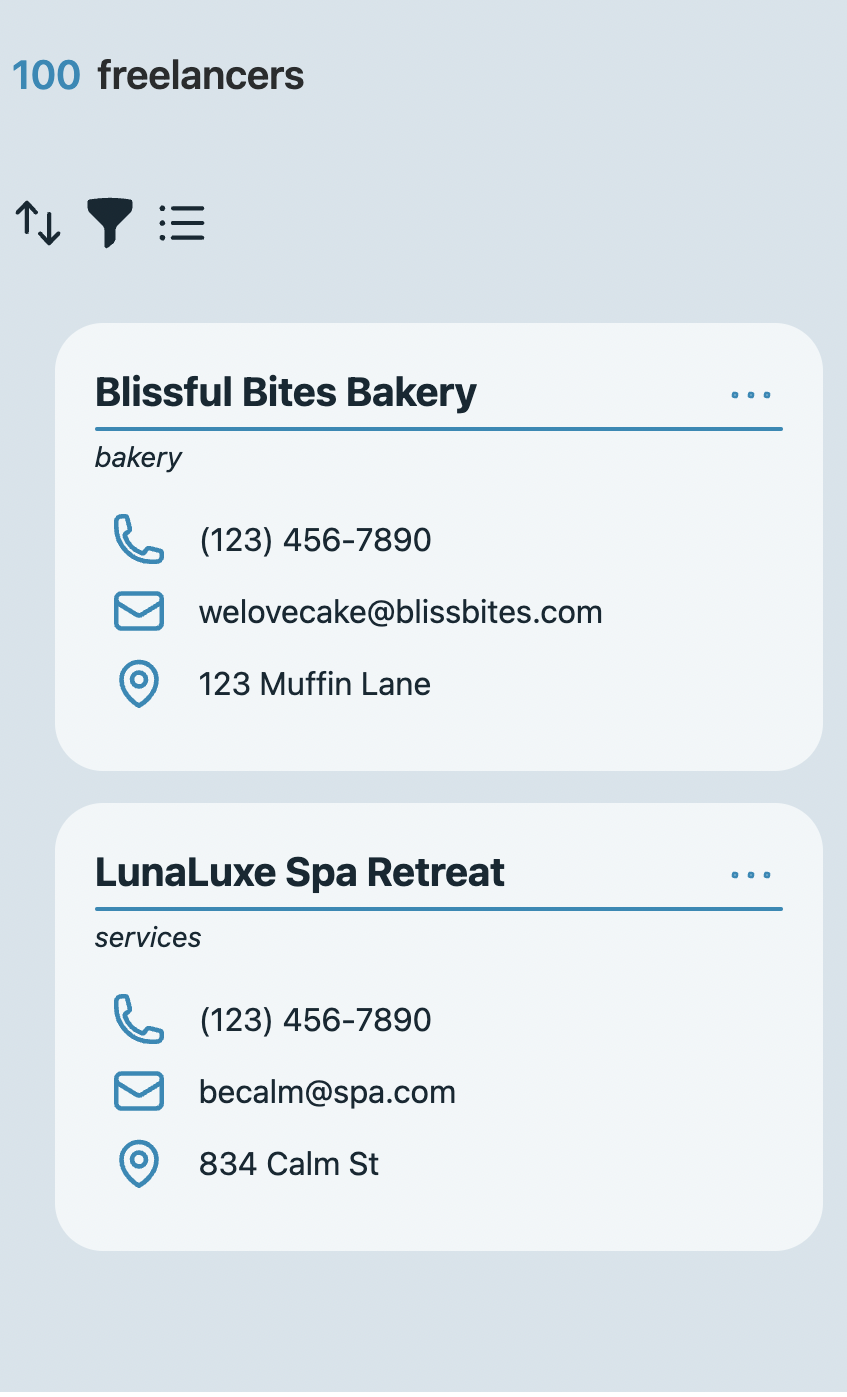 100 freelancers
Blissful Bites Bakery
bakery
(123) 456-7890
welovecake@blissbites.com
123 Muffin Lane
LunaLuxe Spa Retreat
services
(123) 456-7890
becalm@spa.com
834 Calm St